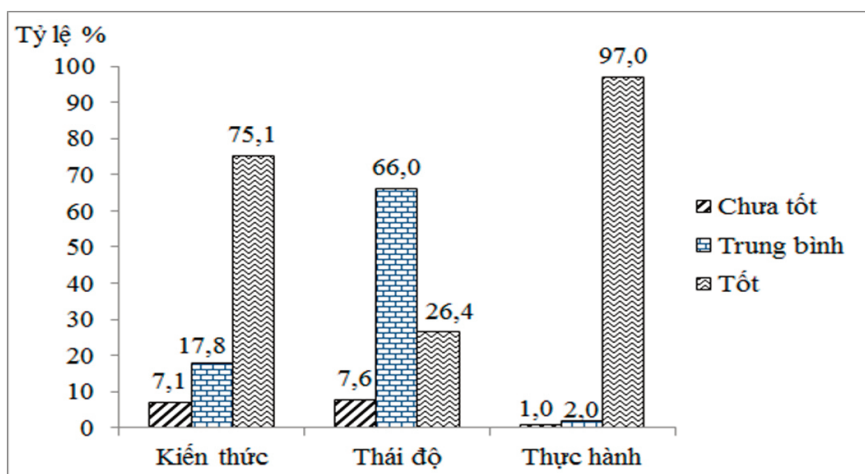 Tỷ lệ %
100
90
80
70
60
50
40
30
20
10
0
7,1
17,8
75,1
7,6
66,0
26,4
1,0
2,0
97,0
Kiến thức
Thái độ
Thực hành
Chưa tốt
Trung bình
Tốt